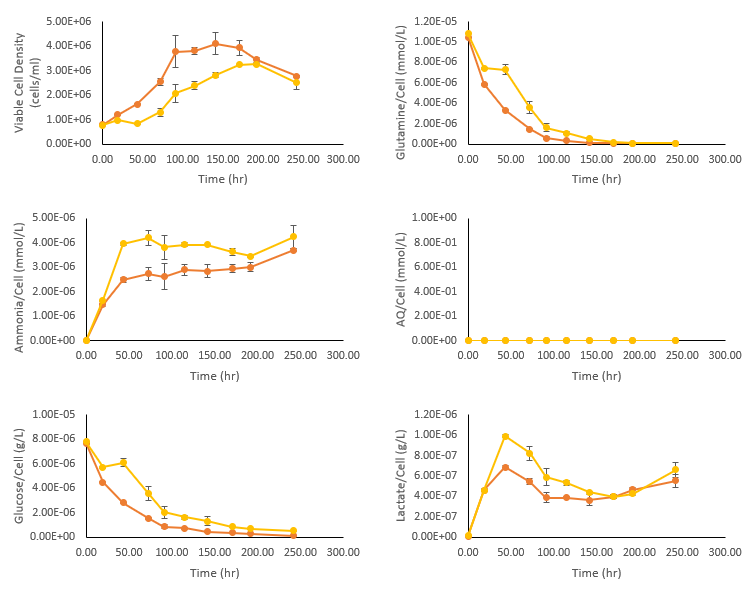 Viable Cell Density
(cells/ml)
5.00E+06
4.00E+06
3.00E+06
2.00E+06
1.00E+06
0.00E+00
0.00 50.00 100.00 150.00 200.00 250.00 300.00
Time (hr)
Glutamine/Cell (mmol/L)
1.20E-05
1.00E-05
8.00E-06
6.00E-06
4.00E-06
2.00E-06
0.00E+00
0.00 50.00 100.00 150.00 200.00 250.00 300.00
Time (hr)
Ammonia/Cell (mmol/L)
5.00E-06
4.00E-06
3.00E-06
2.00E-06
1.00E-06
0.00E+00
0.00 50.00 100.00 150.00 200.00 250.00 300.00
Time (hr)
AQ/Cell (mmol/L)
1.00E+00
8.00E-01
6.00E-01
4.00E-01
2.00E-01
0.00E+00
0.00 50.00 100.00 150.00 200.00 250.00 300.00
Time (hr)
Glucose/Cell (g/L)
1.00E-05
8.00E-06
6.00E-06
4.00E-06
2.00E-06
0.00E+00
0.00 50.00 100.00 150.00 200.00 250.00 300.00
Time (hr)
Lactate/Cell (g/L)
1.20E-06
1.00E-06
8.00E-07
6.00E-07
4.00E-07
2.00E-07
0.00E+00
0.00 50.00 100.00 150.00 200.00 250.00 300.00
Time (hr)